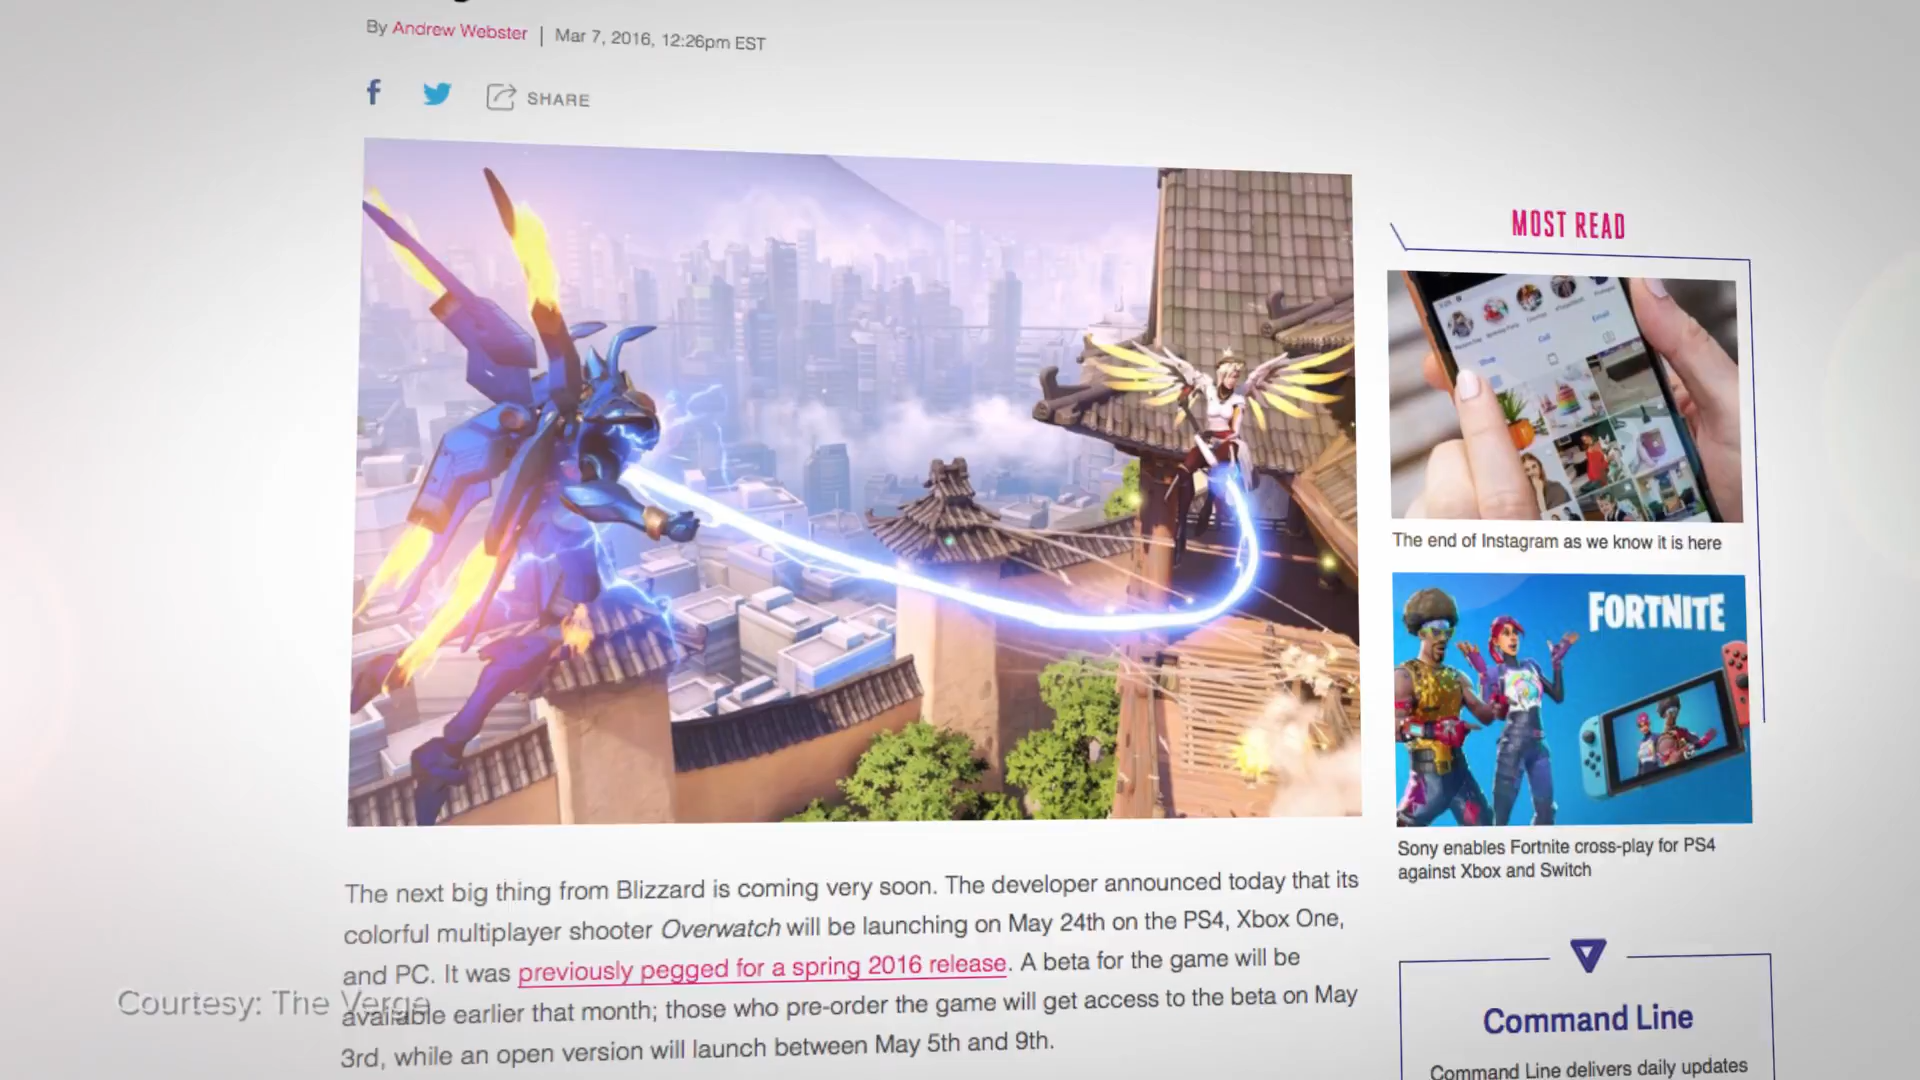 By Andrew Webster | Mar 7, 2016, 12:26pm EST
SHARE
MOST READ
The end of Instagram as we know it is here
FORTNITE
Sony enables Fortnite cross-play for PS4
against Xbox and Switch
The next big thing from Blizzard is coming very soon. The developer announced today that its
colorful multiplayer shooter Overwatch will be launching on May 24th on the PS4, Xbox One,
and PC. It was previously pegged for a spring 2016 release. A beta for the game will be
available earlier that month; those who pre-order the game will get access to the beta on May
3rd, while an open version will launch between May 5th and 9th.
Courtesy: The Verge
Command Line
Command Line delivers daily updates